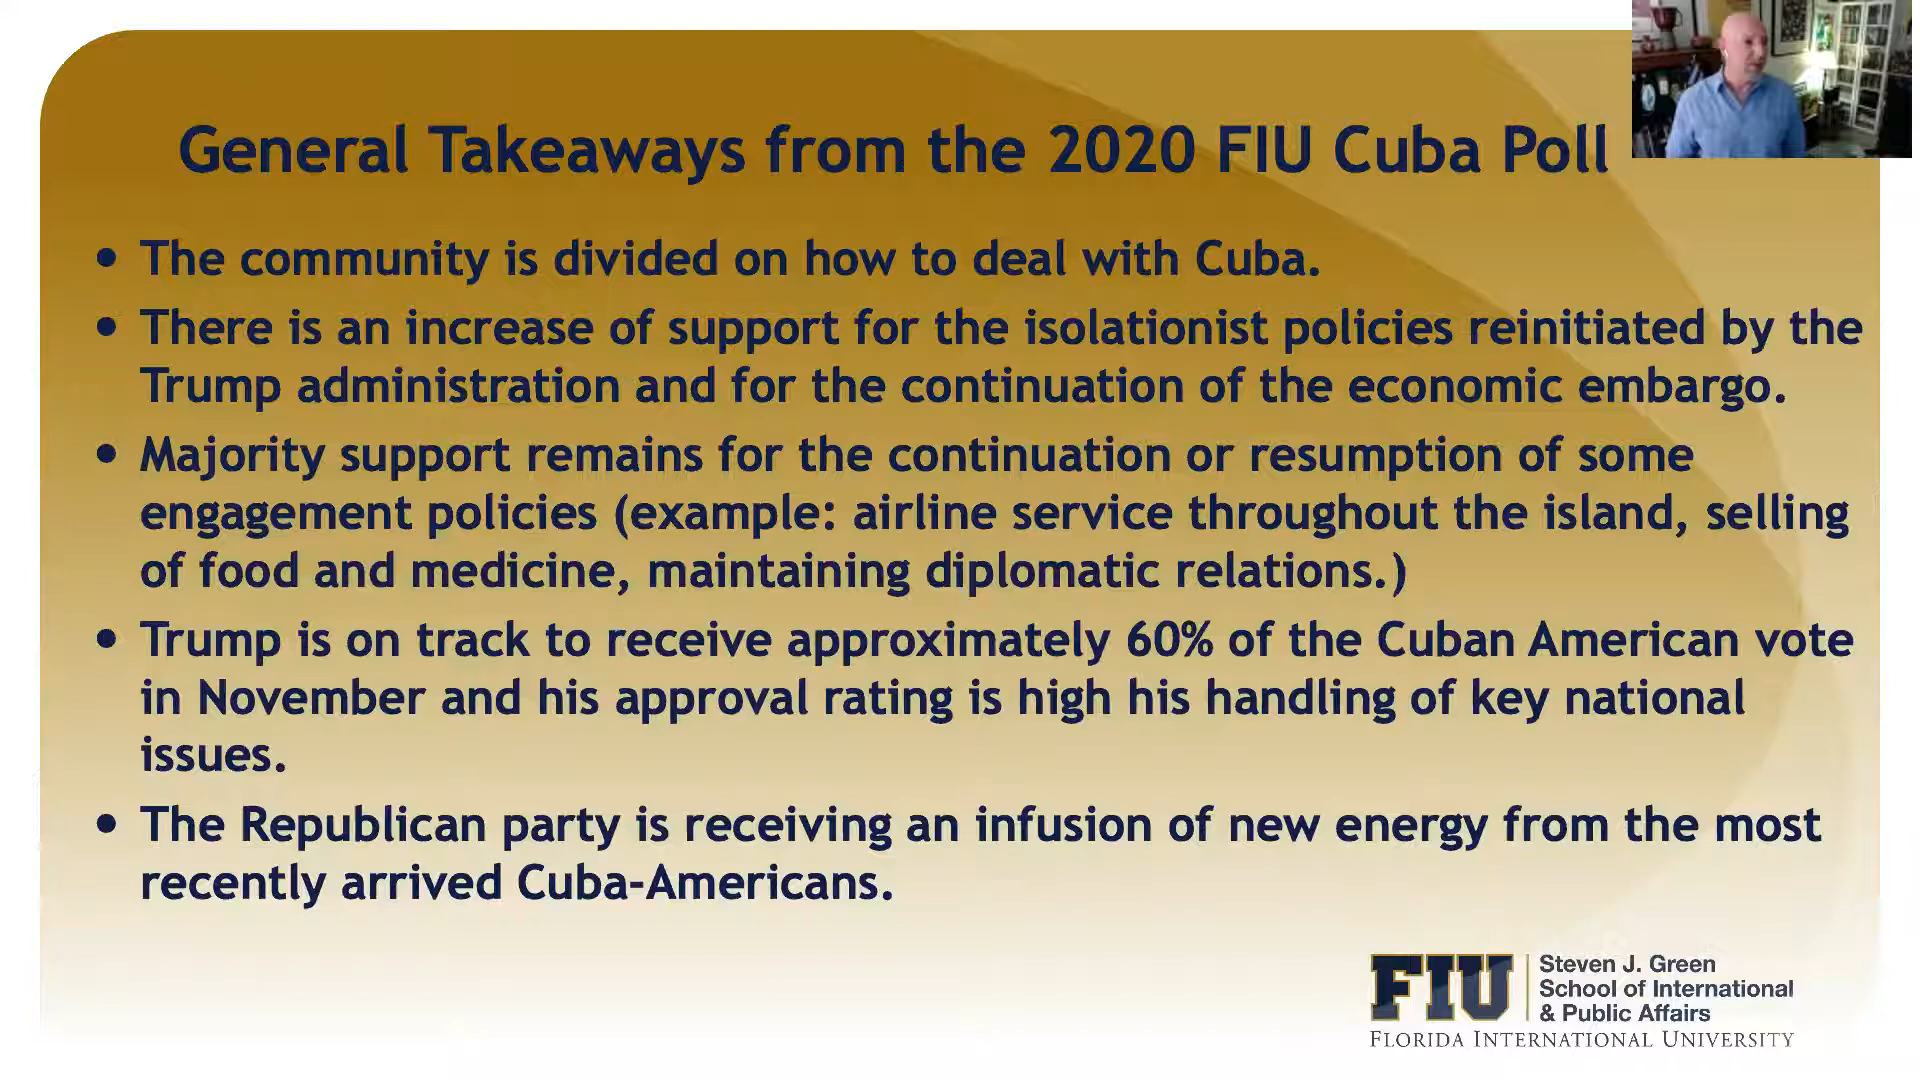 General Takeaways from the 2020 FIU Cuba Poll
• The community is divided on how to deal with Cuba.
• There is an increase of support for the isolationist policies reinitiated by the
Trump administration and for the continuation of the economic embargo.
• Majority support remains for the continuation or resumption of some
engagement policies (example: airline service throughout the island, selling
of food and medicine, maintaining diplomatic relations.)
• Trump is on track to receive approximately 60% of the Cuban American vote
in November and his approval rating is high his handling of key national
issues.
• The Republican party is receiving an infusion of new energy from the most
recently arrived Cuba-Americans.
FIU
Steven J. Green
School of International
& Public Affairs
FLORIDA INTERNATIONAL UNIVERSITY